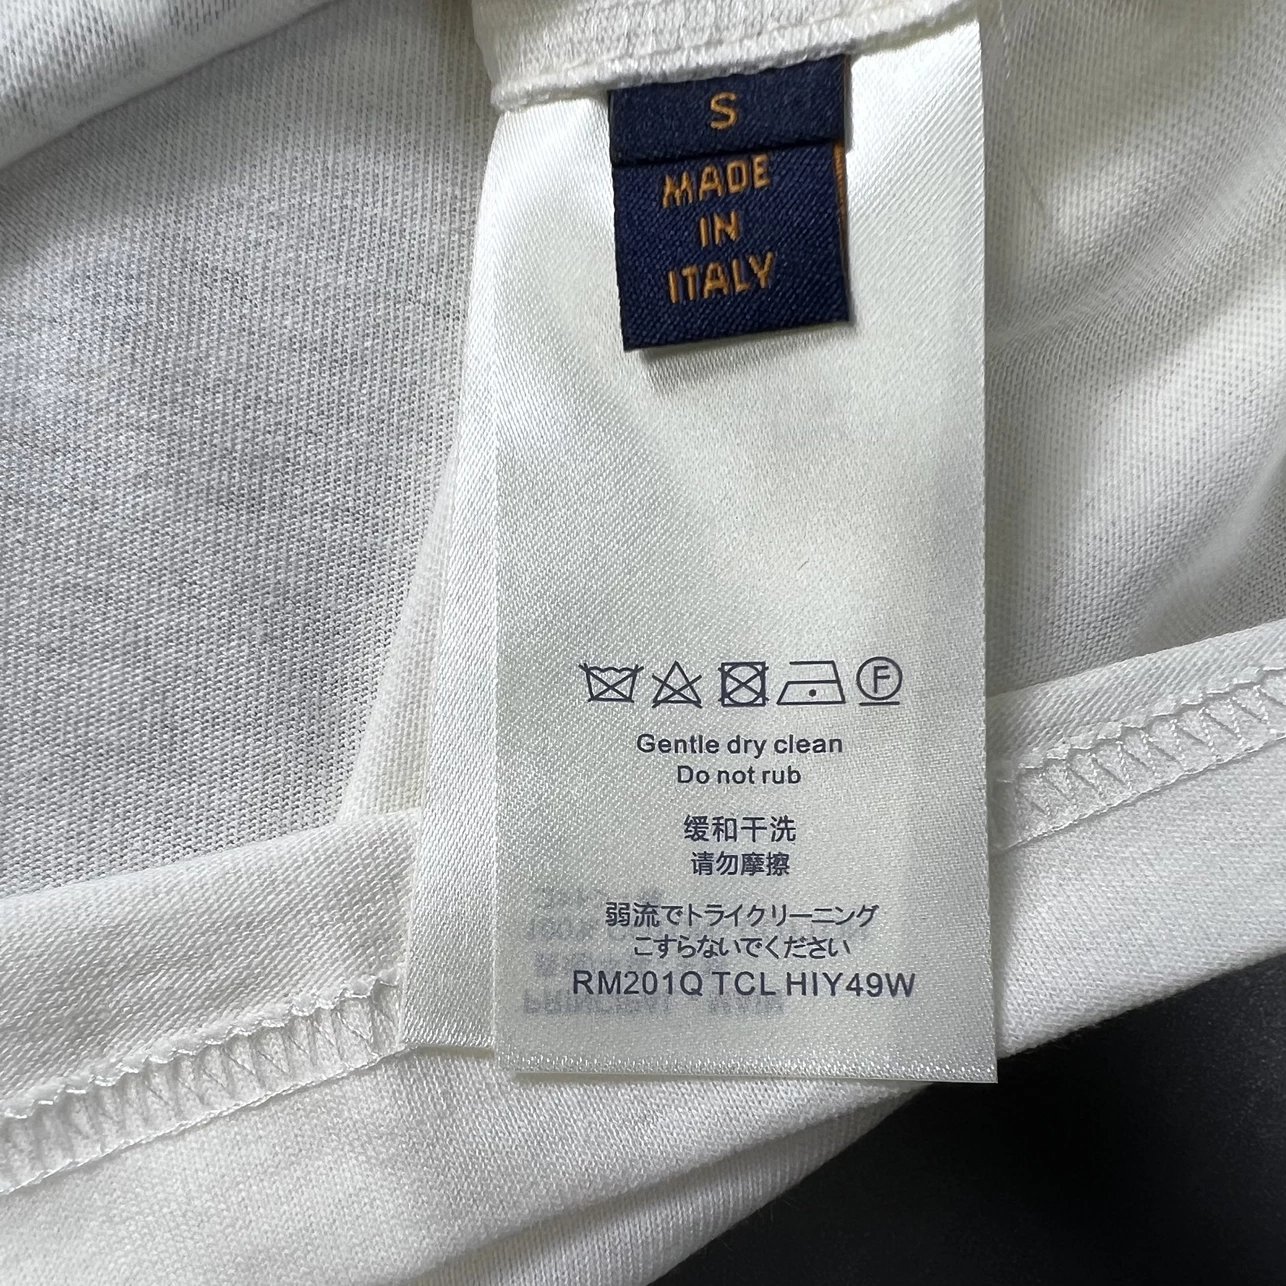 S
MADE
IN
ITALY
F
Gentle dry clean
Do not rub
缓和干洗
请勿摩擦
弱流でトライクリーニング
こすらないでください
RM201Q TCL HIY49W